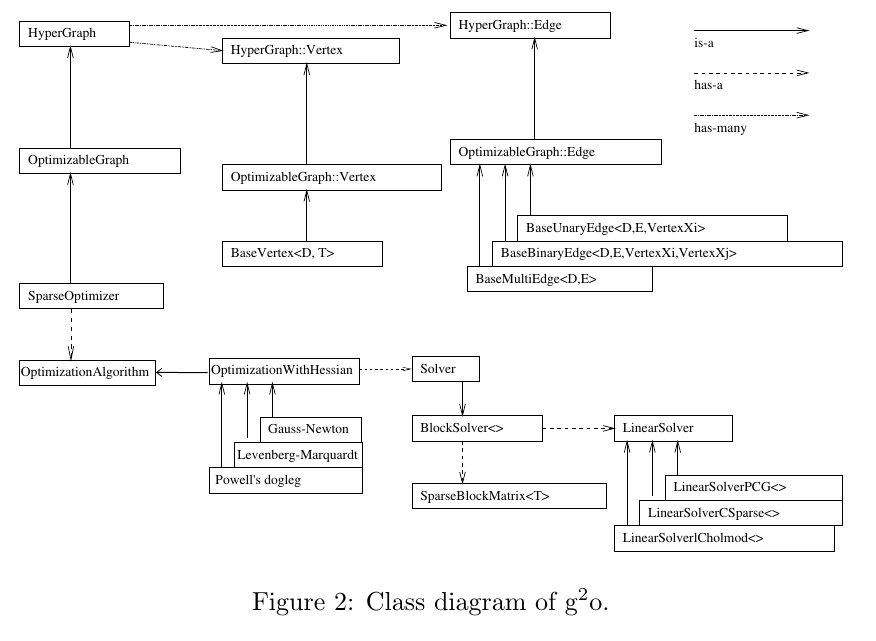 HyperGraph
HyperGraph::Edge
HyperGraph::Vertex
is-a
has-a
has-many
OptimizableGraph
OptimizableGraph::Edge
OptimizableGraph::Vertex
BaseUnaryEdge<D,E,VertexXi>
BaseVertex<D, T>
BaseBinaryEdge<D,E,VertexXi,VertexXj>
BaseMultiEdge<D,E>
SparseOptimizer
OptimizationAlgorithm
OptimizationWithHessian
Solver
Gauss-Newton
BlockSolver<>
LinearSolver
Levenberg-Marquardt
Powell's dogleg
SparseBlockMatrix<T>
LinearSolverPCG<>
LinearSolverCSparse<>
LinearSolverlCholmod<>
Figure 2: Class diagram of g²o.